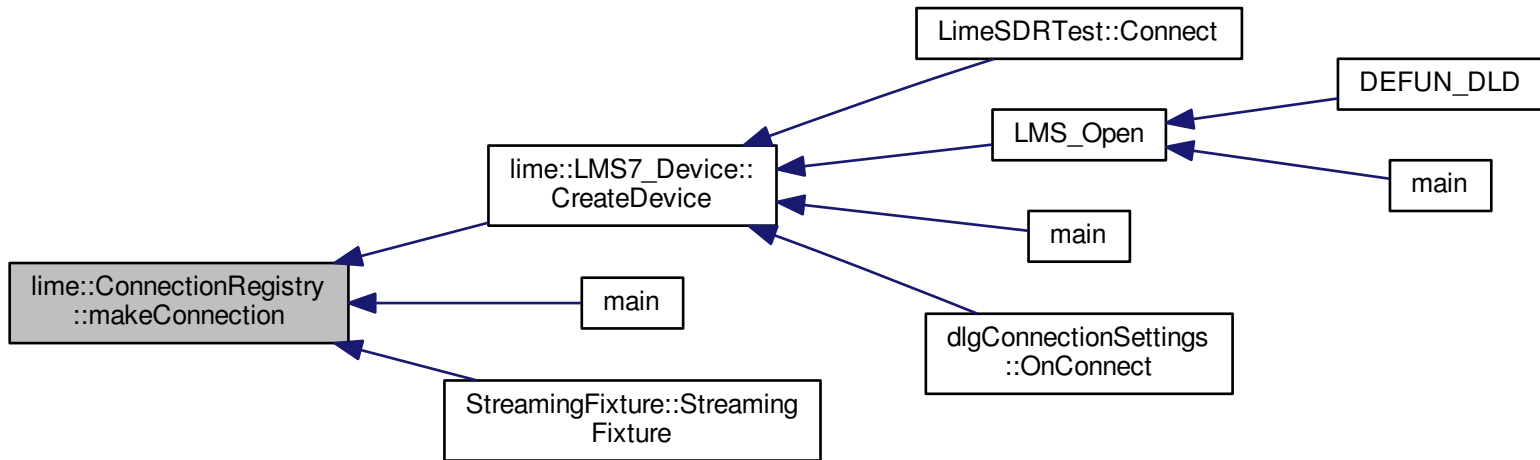 LimeSDRTest::Connect
DEFUN_DLD
LMS_Open
lime::LMS7_Device::
CreateDevice
main
main
lime::ConnectionRegistry
::makeConnection
main
dlgConnectionSettings
::OnConnect
StreamingFixture::Streaming
Fixture